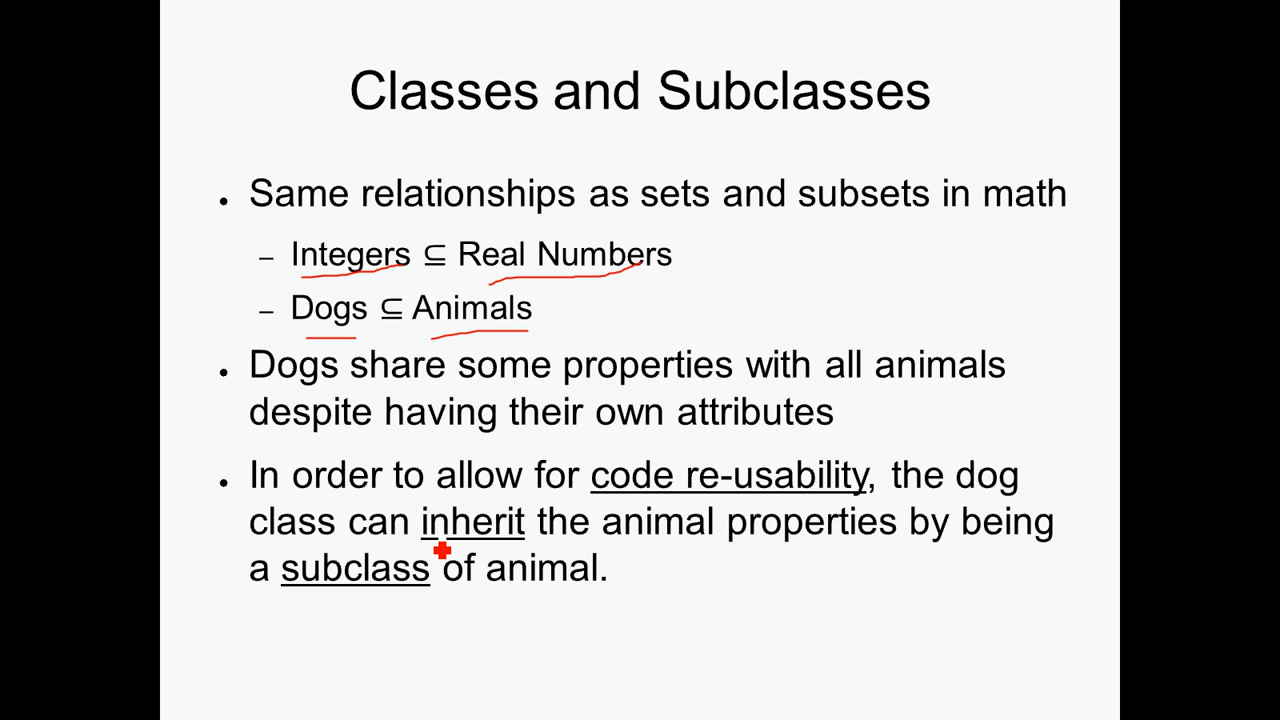 Classes and Subclasses
• Same relationships as sets and subsets in math
– Integers ⊆ Real Numbers
– Dogs ⊆ Animals
• Dogs share some properties with all animals
despite having their own attributes
• In order to allow for code re-usability, the dog
class can inherit the animal properties by being
a subclass of animal.